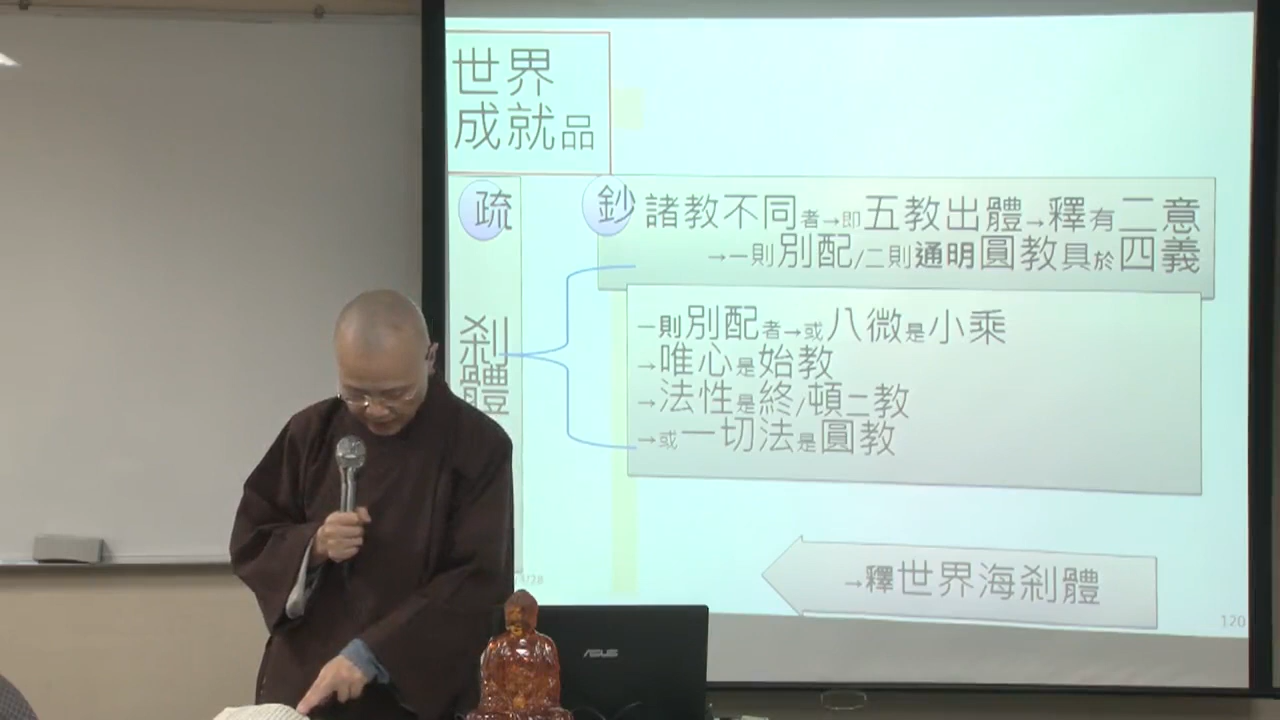 世界
成就品
疏
鈔 諸教不同者→即五教出體→釋有二意
→一則別配/二則通明圓教具於四義
剎體
一則別配者→或八微是小乘
→唯心是始教
→法性是終/頓二教
→或一切法是圓教
→釋世界海剎體
/28
120
ASUS